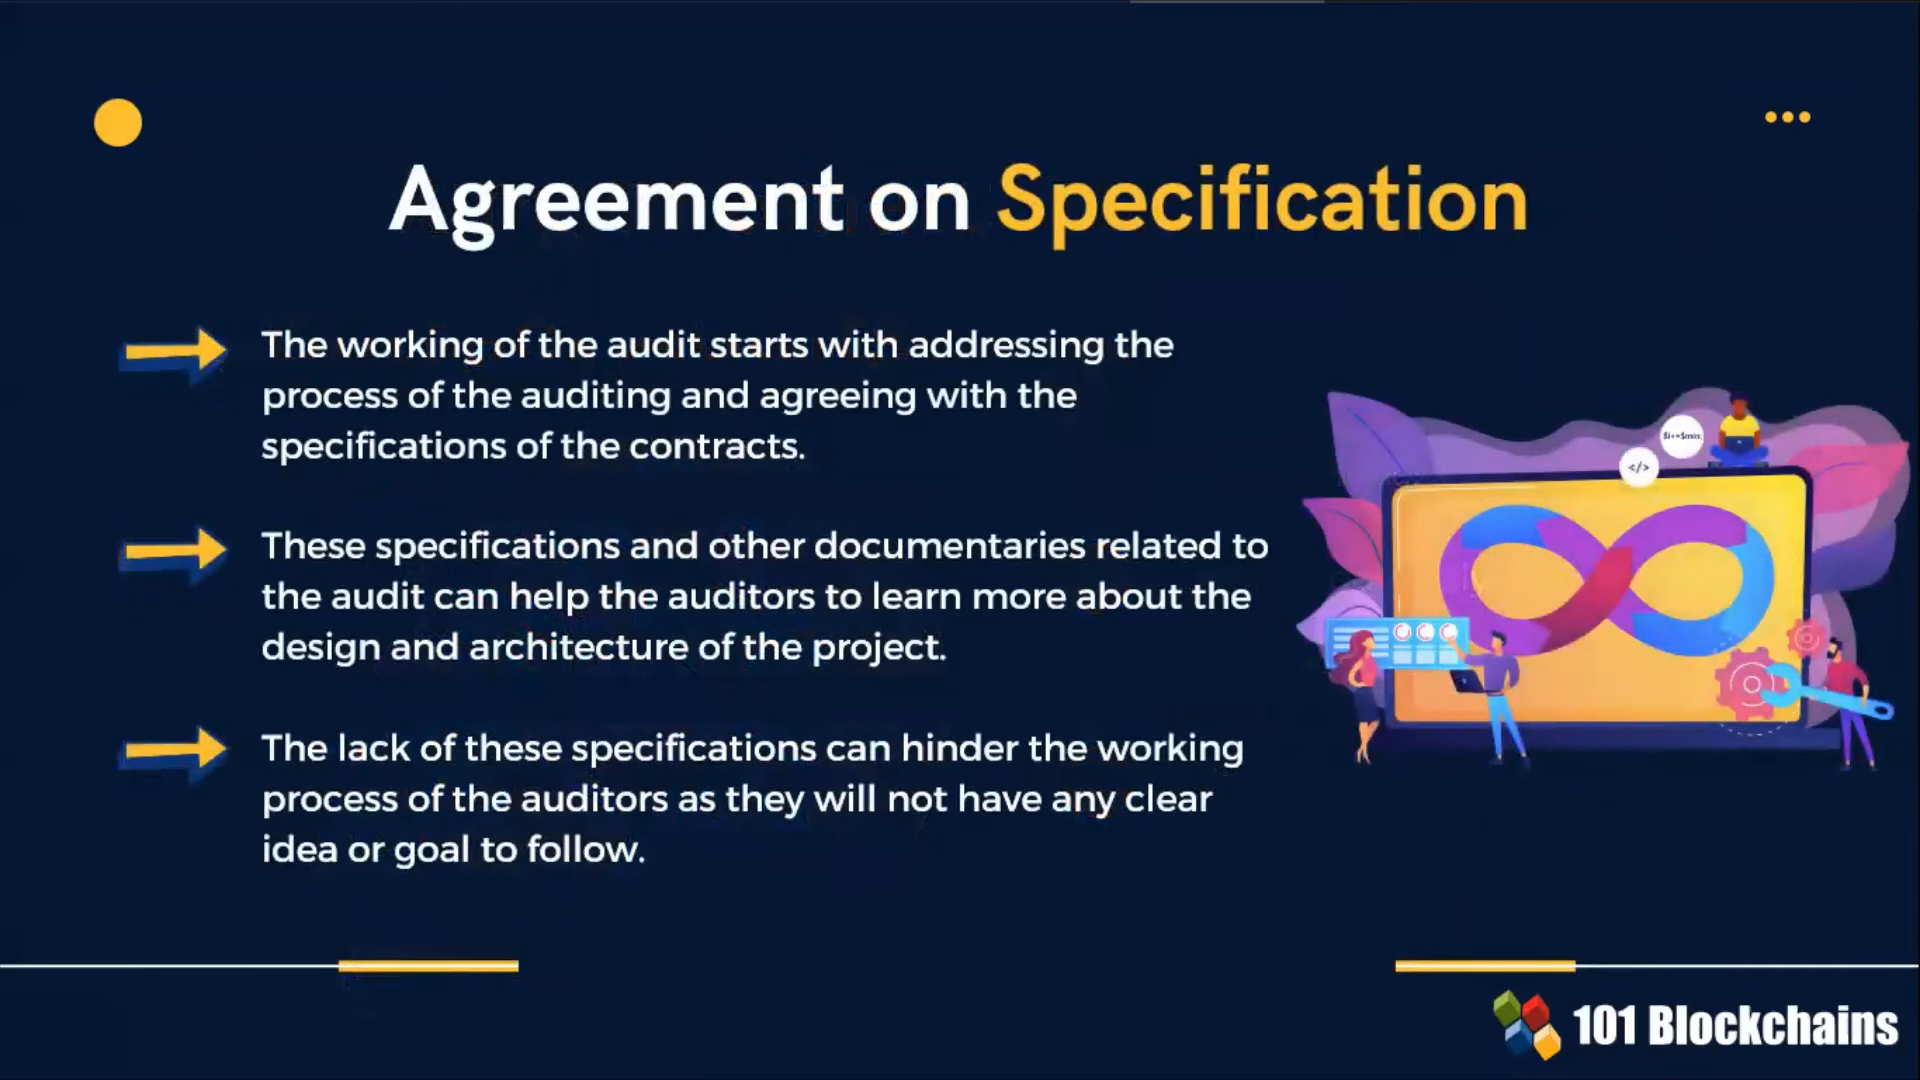 Agreement on Specification
The working of the audit starts with addressing the
process of the auditing and agreeing with the
specifications of the contracts.
These specifications and other documentaries related to
the audit can help the auditors to learn more about the
design and architecture of the project.
The lack of these specifications can hinder the working
process of the auditors as they will not have any clear
idea or goal to follow.
</>
101 Blockchains